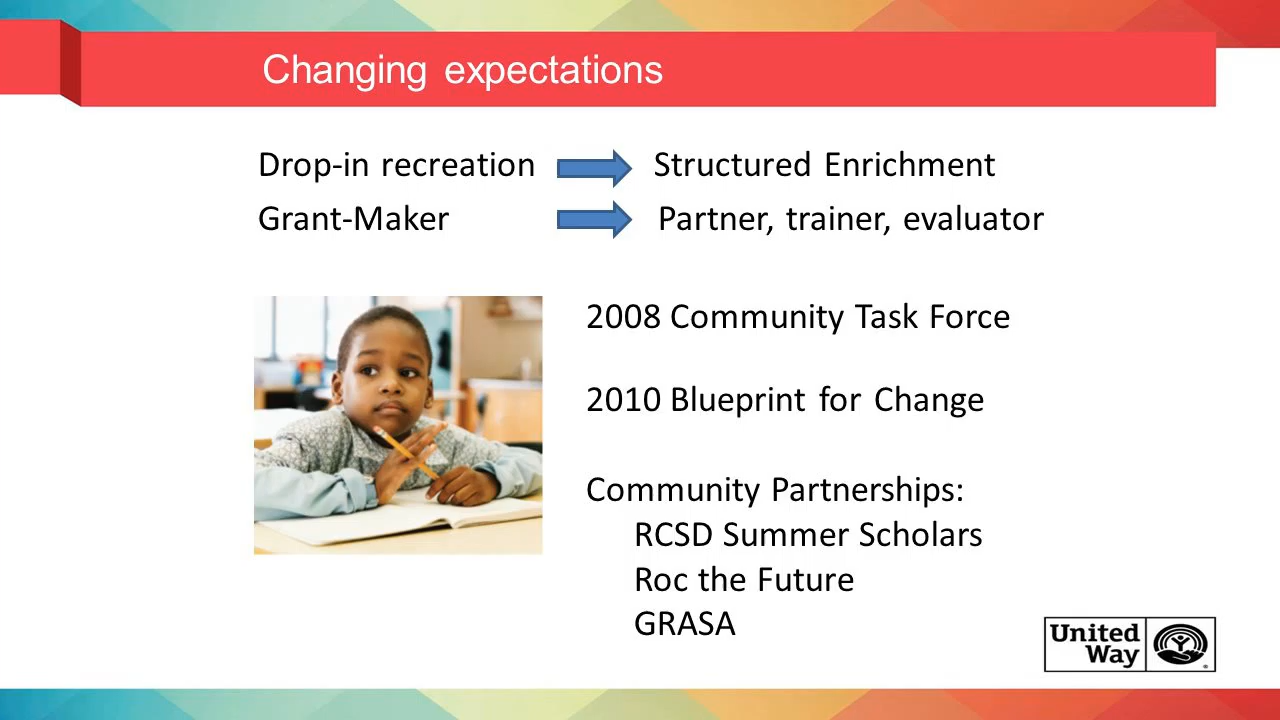 Changing expectations
Drop-in recreation Structured Enrichment
Grant-Maker Partner, trainer, evaluator
2008 Community Task Force
2010 Blueprint for Change
Community Partnerships:
RCSD Summer Scholars
Roc the Future
GRASA
United
Way